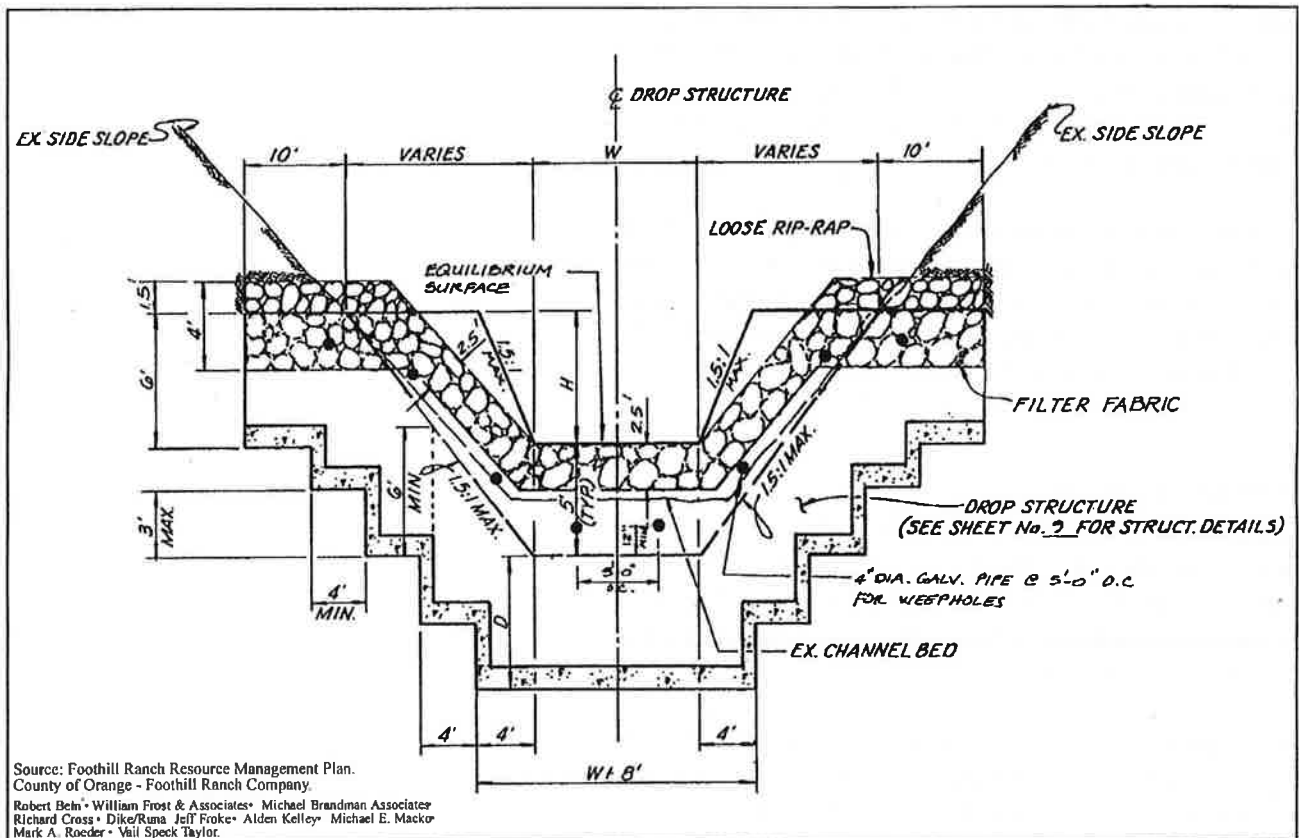 ℄ DROP STRUCTURE
EX. SIDE SLOPE
EX. SIDE SLOPE
10'
VARIES
W
VARIES
10'
LOOSE RIP-RAP
EQUILIBRIUM
SURFACE
1.5'
4'
6'
2.5'
MAX.
1.5:1
H
2.5'
1.5:1
MAX.
FILTER FABRIC
6'
MIN.
1.5:1 MAX.
5'
(TYP)
12"
MIN.
1.5:1 MAX.
3'
MAX.
DROP STRUCTURE
(SEE SHEET No. 9 FOR STRUCT. DETAILS)
O.C.
4" DIA. GALV. PIPE @ 5'-0" O.C
FOR WEEPHOLES
4'
MIN.
D
EX. CHANNEL BED
4'
4'
4'
W+8'
Source: Foothill Ranch Resource Management Plan.
County of Orange - Foothill Ranch Company.
Robert Bein • William Frost & Associates • Michael Brandman Associates
Richard Cross • Dike/Runa Jeff Froke • Alden Kelley • Michael E. Macko
Mark A. Roeder • Vail Speck Taylor.